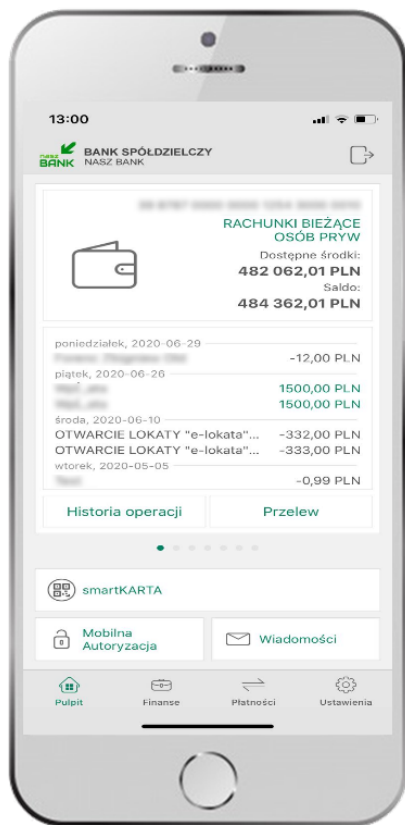 13:00
NASZ BANK
BANK SPÓŁDZIELCZY
NASZ BANK
RACHUNKI BIEŻĄCE
OSÓB PRYW
Dostępne środki:
482 062,01 PLN
Saldo:
484 362,01 PLN
poniedziałek, 2020-06-29
-12,00 PLN
piątek, 2020-06-26
1500,00 PLN
1500,00 PLN
środa, 2020-06-10
OTWARCIE LOKATY "e-lokata"... -332,00 PLN
OTWARCIE LOKATY "e-lokata"... -333,00 PLN
wtorek, 2020-05-05
-0,99 PLN
Historia operacji Przelew
smartKARTA
Mobilna
Autoryzacja
Wiadomości
Pulpit Finanse Płatności Ustawienia